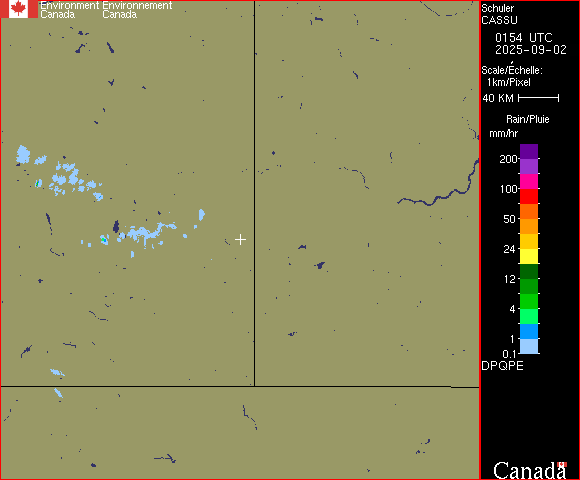 Environment Environnement
Canada Canada
Schuler
CASSU
0154 UTC
2025-09-02
Scale/Échelle:
1km/Pixel
40 KM
Rain/Pluie
mm/hr
200
100
50
24
12
4
1
0.1
DPQPE
Canada